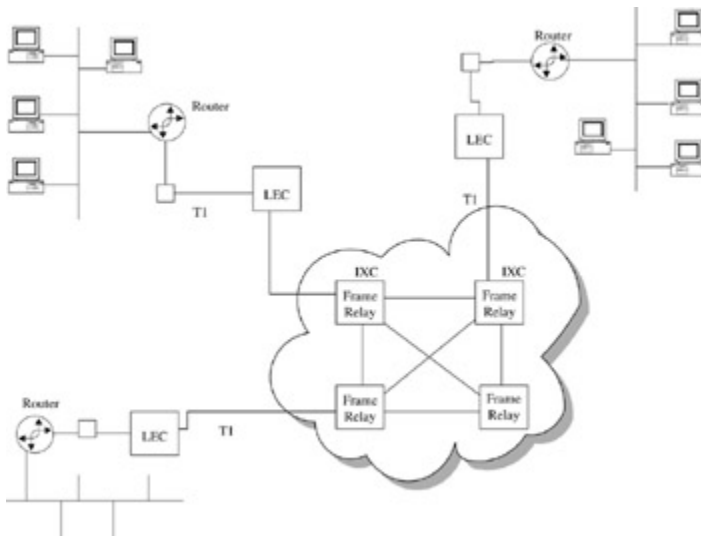 Router
Router
LEC
LEC
T1
T1
IXC
IXC
Frame
Relay
Frame
Relay
Frame
Relay
Frame
Relay
Router
LEC
T1